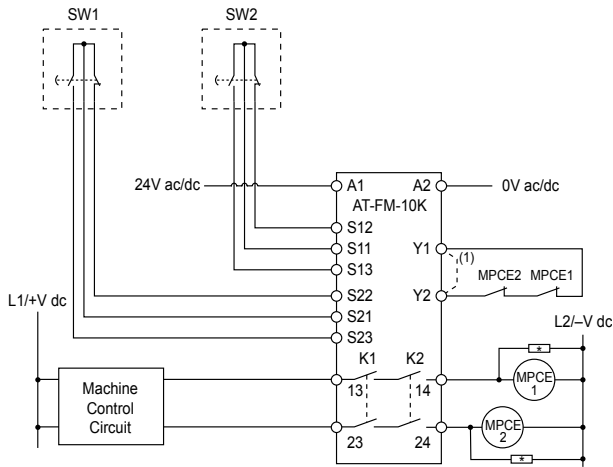 SW1 SW2
24V ac/dc A1 A2 0V ac/dc
AT-FM-10K
S12
S11 Y1
S13 (1)
MPCE2 MPCE1
S22 Y2
L1/+V dc S21 L2/–V dc
S23
*
K1 K2
13 14 MPCE 1
Machine Control Circuit
23 24 MPCE 2
*